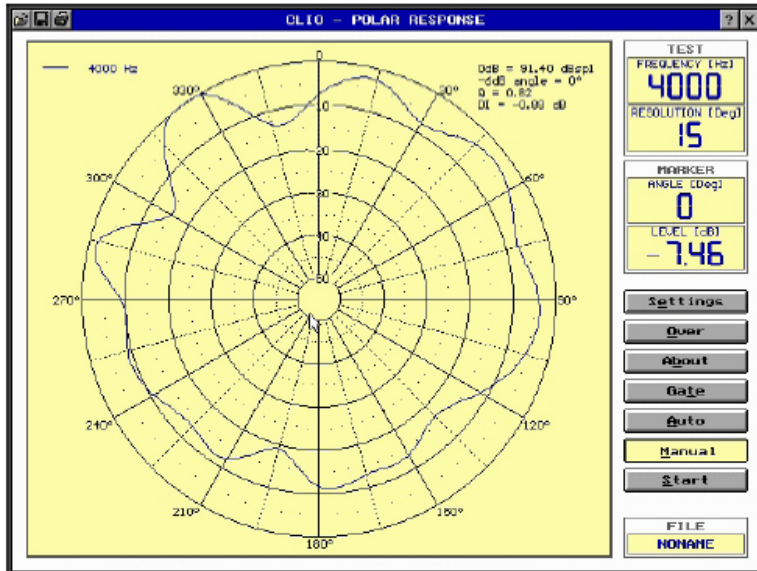 CLIO - POLAR RESPONSE
? X
4000 Hz
0dB = 91.40 dBspl
-6dB angle = 0°
Q = 0.82
DI = -0.88 dB
0
330°
30°
10
300°
20
60°
30
40
50
270°
90°
240°
120°
210°
150°
180°
TEST
FREQUENCY [Hz]
4000
RESOLUTION [Deg]
15
MARKER
ANGLE [Deg]
0
LEVEL [dB]
-7.46
Settings
Over
About
Gate
Auto
Manual
Start
FILE
NONAME